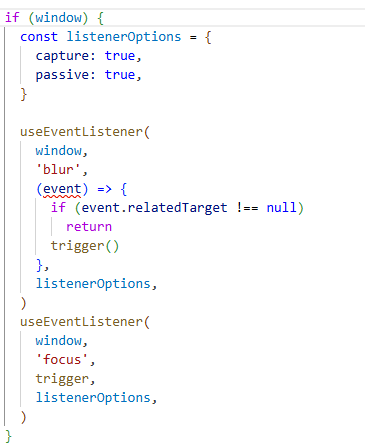 if (window) {
  const listenerOptions = {
    capture: true,
    passive: true,
  }

  useEventListener(
    window,
    'blur',
    (event) => {
      if (event.relatedTarget !== null)
        return
      trigger()
    },
    listenerOptions,
  )
  useEventListener(
    window,
    'focus',
    trigger,
    listenerOptions,
  )
}